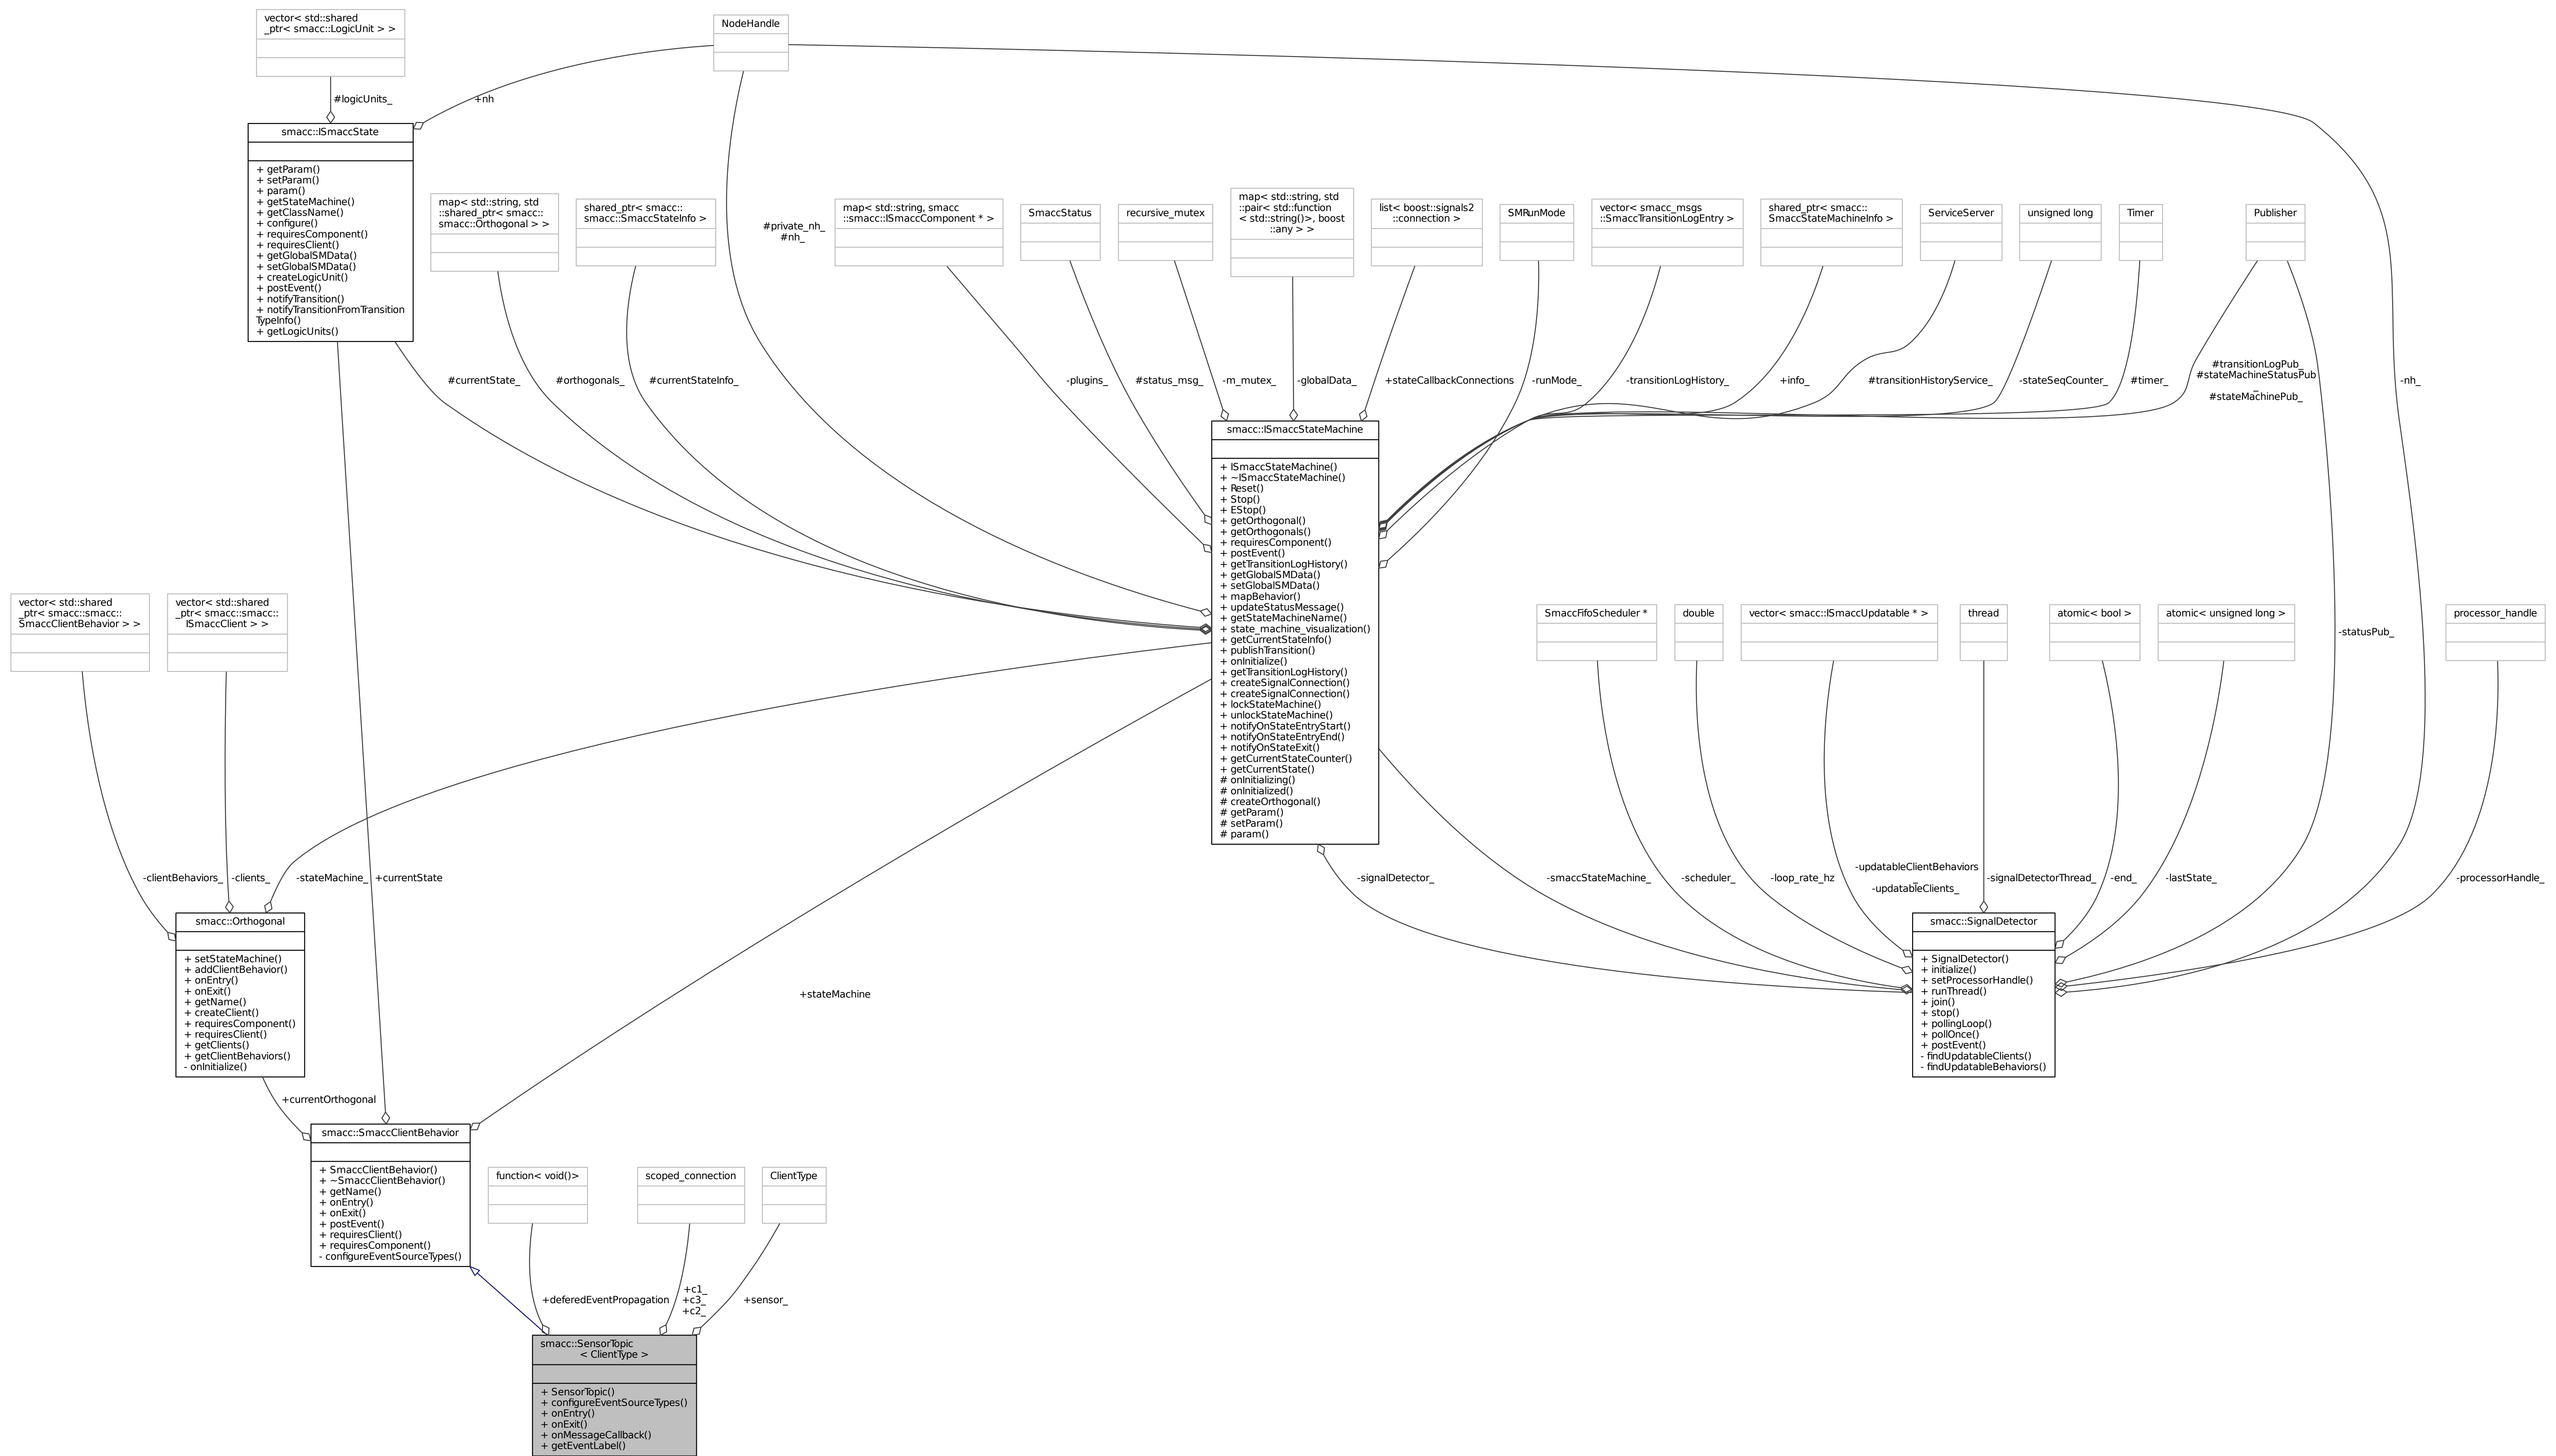 vector< std::shared
_ptr< smacc::LogicUnit > >
NodeHandle
#logicUnits_
+nh
smacc::ISmaccState
+ getParam()
+ setParam()
+ param()
+ getStateMachine()
+ getClassName()
+ configure()
+ requiresComponent()
+ requiresClient()
+ getGlobalSMData()
+ setGlobalSMData()
+ createLogicUnit()
+ postEvent()
+ notifyTransition()
+ notifyTransitionFromTransition
TypeInfo()
+ getLogicUnits()
map< std::string, std
::shared_ptr< smacc::
smacc::Orthogonal > >
shared_ptr< smacc::
smacc::SmaccStateInfo >
#private_nh_
#nh_
map< std::string, smacc
::smacc::ISmaccComponent * >
SmaccStatus
recursive_mutex
map< std::string, std
::pair< std::function
< std::string()>, boost
::any > >
list< boost::signals2
::connection >
SMRunMode
vector< smacc_msgs
::SmaccTransitionLogEntry >
shared_ptr< smacc::
SmaccStateMachineInfo >
ServiceServer
unsigned long
Timer
Publisher
#currentState_
#orthogonals_
#currentStateInfo_
-plugins_
#status_msg_
-m_mutex_
-globalData_
+stateCallbackConnections
-runMode_
-transitionLogHistory_
+info_
#transitionHistoryService_
-stateSeqCounter_
#timer_
#transitionLogPub_
#stateMachineStatusPub
_
#stateMachinePub_
-nh_
smacc::ISmaccStateMachine
+ ISmaccStateMachine()
+ ~ISmaccStateMachine()
+ Reset()
+ Stop()
+ EStop()
+ getOrthogonal()
+ getOrthogonals()
+ requiresComponent()
+ postEvent()
+ getTransitionLogHistory()
+ getGlobalSMData()
+ setGlobalSMData()
+ mapBehavior()
+ updateStatusMessage()
+ getStateMachineName()
+ state_machine_visualization()
+ getCurrentStateInfo()
+ publishTransition()
+ onInitialize()
+ getTransitionLogHistory()
+ createSignalConnection()
+ createSignalConnection()
+ lockStateMachine()
+ unlockStateMachine()
+ notifyOnStateEntryStart()
+ notifyOnStateEntryEnd()
+ notifyOnStateExit()
+ getCurrentStateCounter()
+ getCurrentState()
# onInitializing()
# onInitialized()
# createOrthogonal()
# getParam()
# setParam()
# param()
vector< std::shared
_ptr< smacc::smacc::
SmaccClientBehavior > >
vector< std::shared
_ptr< smacc::smacc::
ISmaccClient > >
SmaccFifoScheduler *
double
vector< smacc::ISmaccUpdatable * >
thread
atomic< bool >
atomic< unsigned long >
-statusPub_
processor_handle
-clientBehaviors_
-clients_
-stateMachine_
+currentState
-signalDetector_
-smaccStateMachine_
-scheduler_
-loop_rate_hz
-updatableClientBehaviors
_
-updatableClients_
-signalDetectorThread_
-end_
-lastState_
-processorHandle_
smacc::Orthogonal
+ setStateMachine()
+ addClientBehavior()
+ onEntry()
+ onExit()
+ getName()
+ createClient()
+ requiresComponent()
+ requiresClient()
+ getClients()
+ getClientBehaviors()
- onInitialize()
smacc::SignalDetector
+ SignalDetector()
+ initialize()
+ setProcessorHandle()
+ runThread()
+ join()
+ stop()
+ pollingLoop()
+ pollOnce()
+ postEvent()
- findUpdatableClients()
- findUpdatableBehaviors()
+stateMachine
+currentOrthogonal
smacc::SmaccClientBehavior
+ SmaccClientBehavior()
+ ~SmaccClientBehavior()
+ getName()
+ onEntry()
+ onExit()
+ postEvent()
+ requiresClient()
+ requiresComponent()
- configureEventSourceTypes()
function< void()>
scoped_connection
ClientType
+deferedEventPropagation
+c1_
+c3_
+c2_
+sensor_
smacc::SensorTopic
< ClientType >
+ SensorTopic()
+ configureEventSourceTypes()
+ onEntry()
+ onExit()
+ onMessageCallback()
+ getEventLabel()